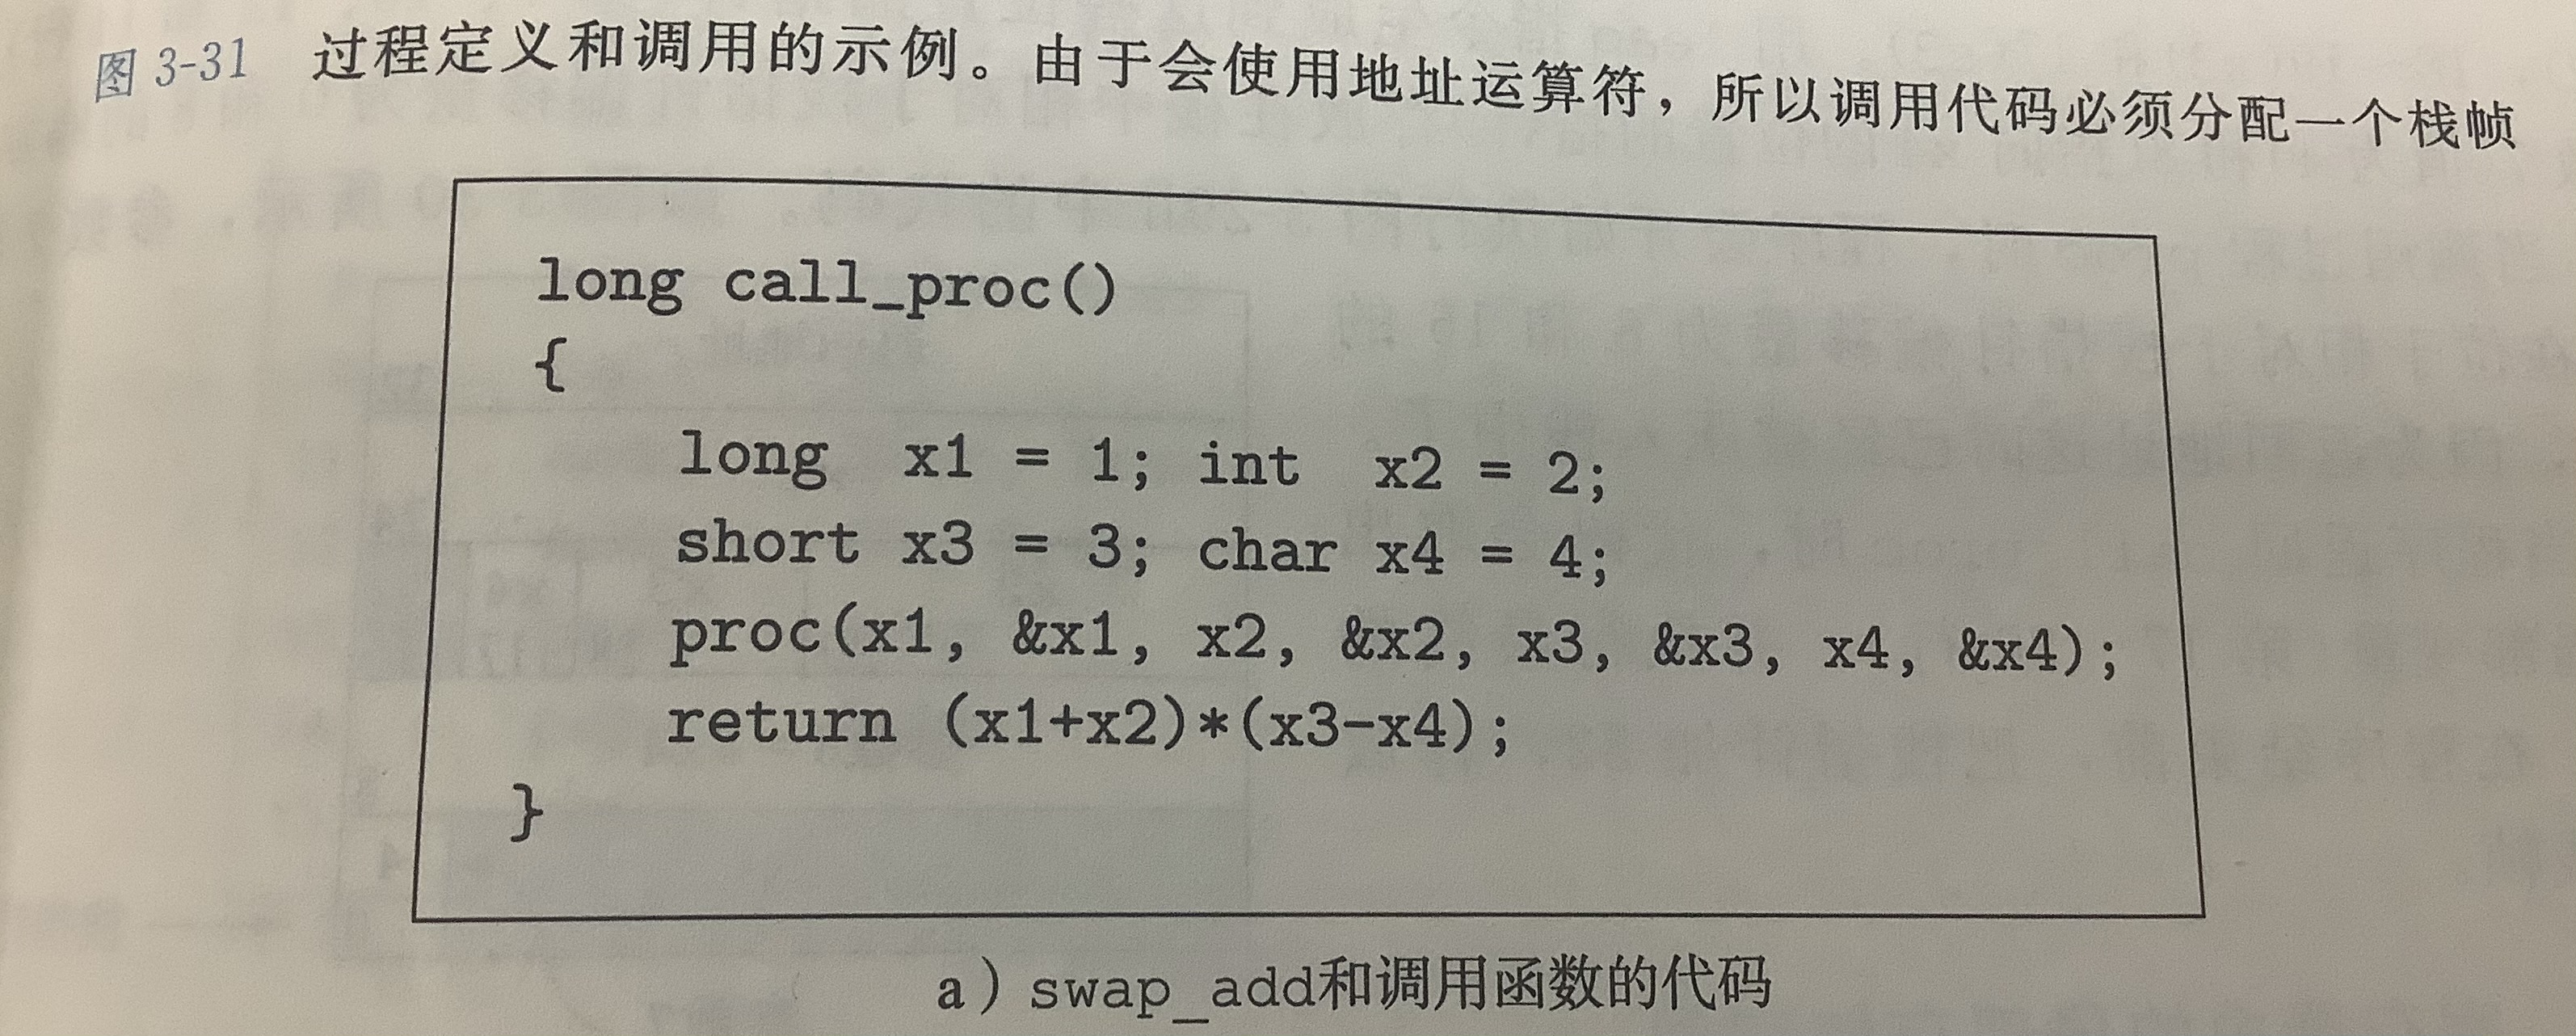 图 3-31 过程定义和调用的示例。由于会使用地址运算符，所以调用代码必须分配一个栈帧
long call_proc()
{
long x1 = 1; int x2 = 2;
short x3 = 3; char x4 = 4;
proc(x1, &x1, x2, &x2, x3, &x3, x4, &x4);
return (x1+x2)*(x3-x4);
}
a) swap_add和调用函数的代码